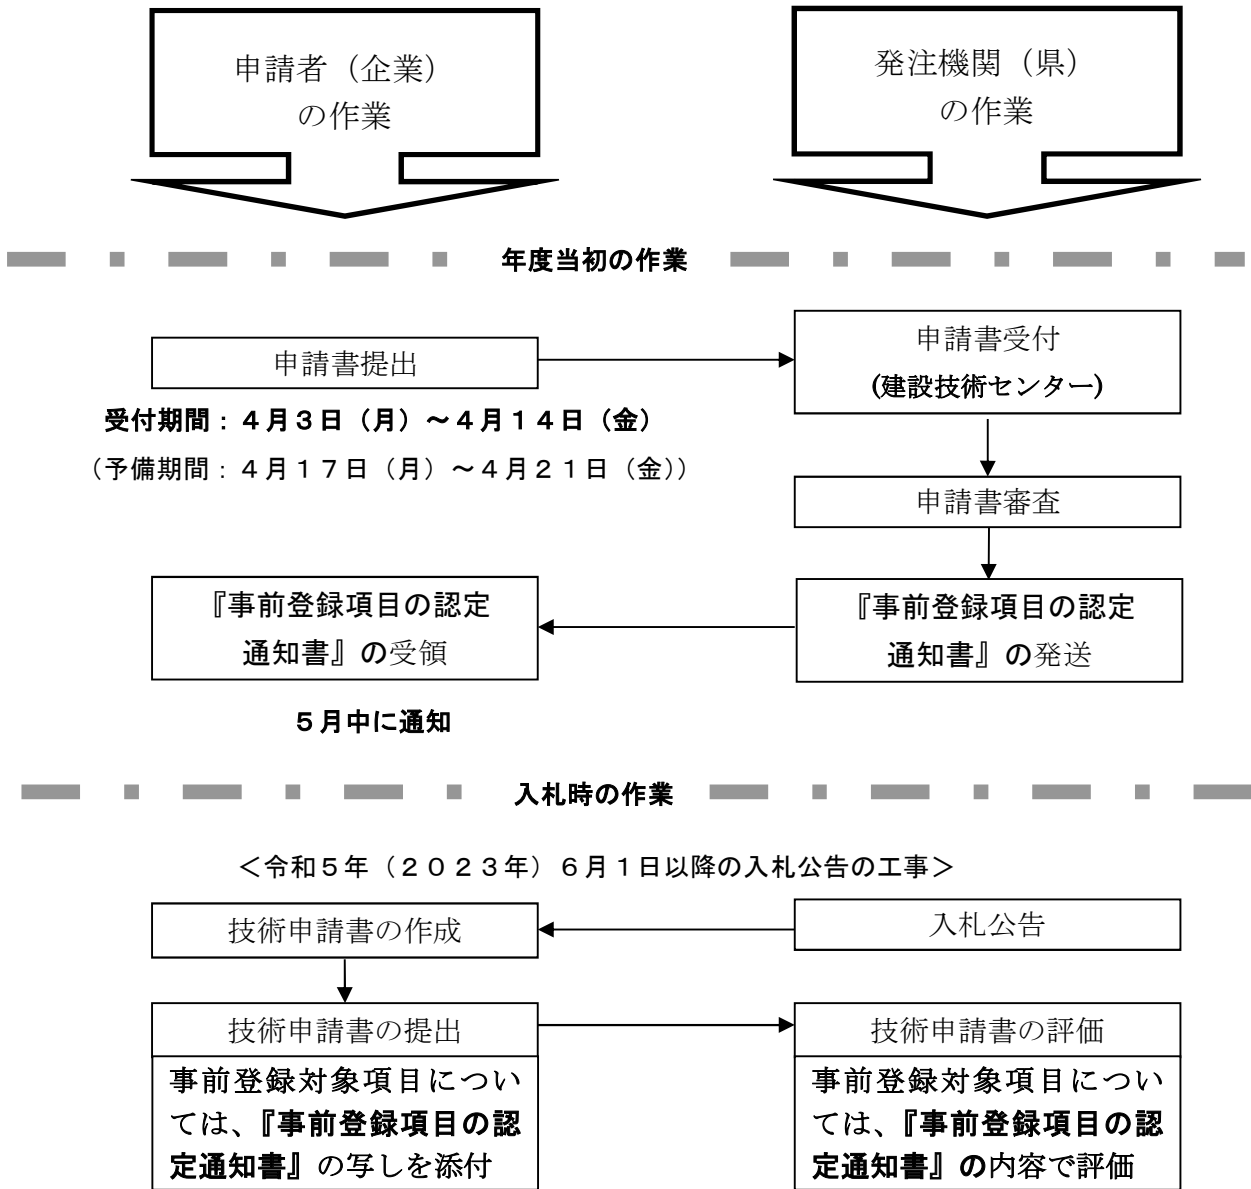 申請者（企業）
の作業
発注機関（県）
の作業
年度当初の作業
申請書提出
申請書受付
(建設技術センター)
受付期間：４月３日（月）～４月１４日（金）
（予備期間：４月１７日（月）～４月２１日（金））
申請書審査
『事前登録項目の認定
通知書』の受領
『事前登録項目の認定
通知書』の発送
５月中に通知
入札時の作業
＜令和５年（２０２３年）６月１日以降の入札公告の工事＞
技術申請書の作成
入札公告
技術申請書の提出
事前登録対象項目につい
ては、『事前登録項目の認
定通知書』の写しを添付
技術申請書の評価
事前登録対象項目につい
ては、『事前登録項目の認
定通知書』の内容で評価